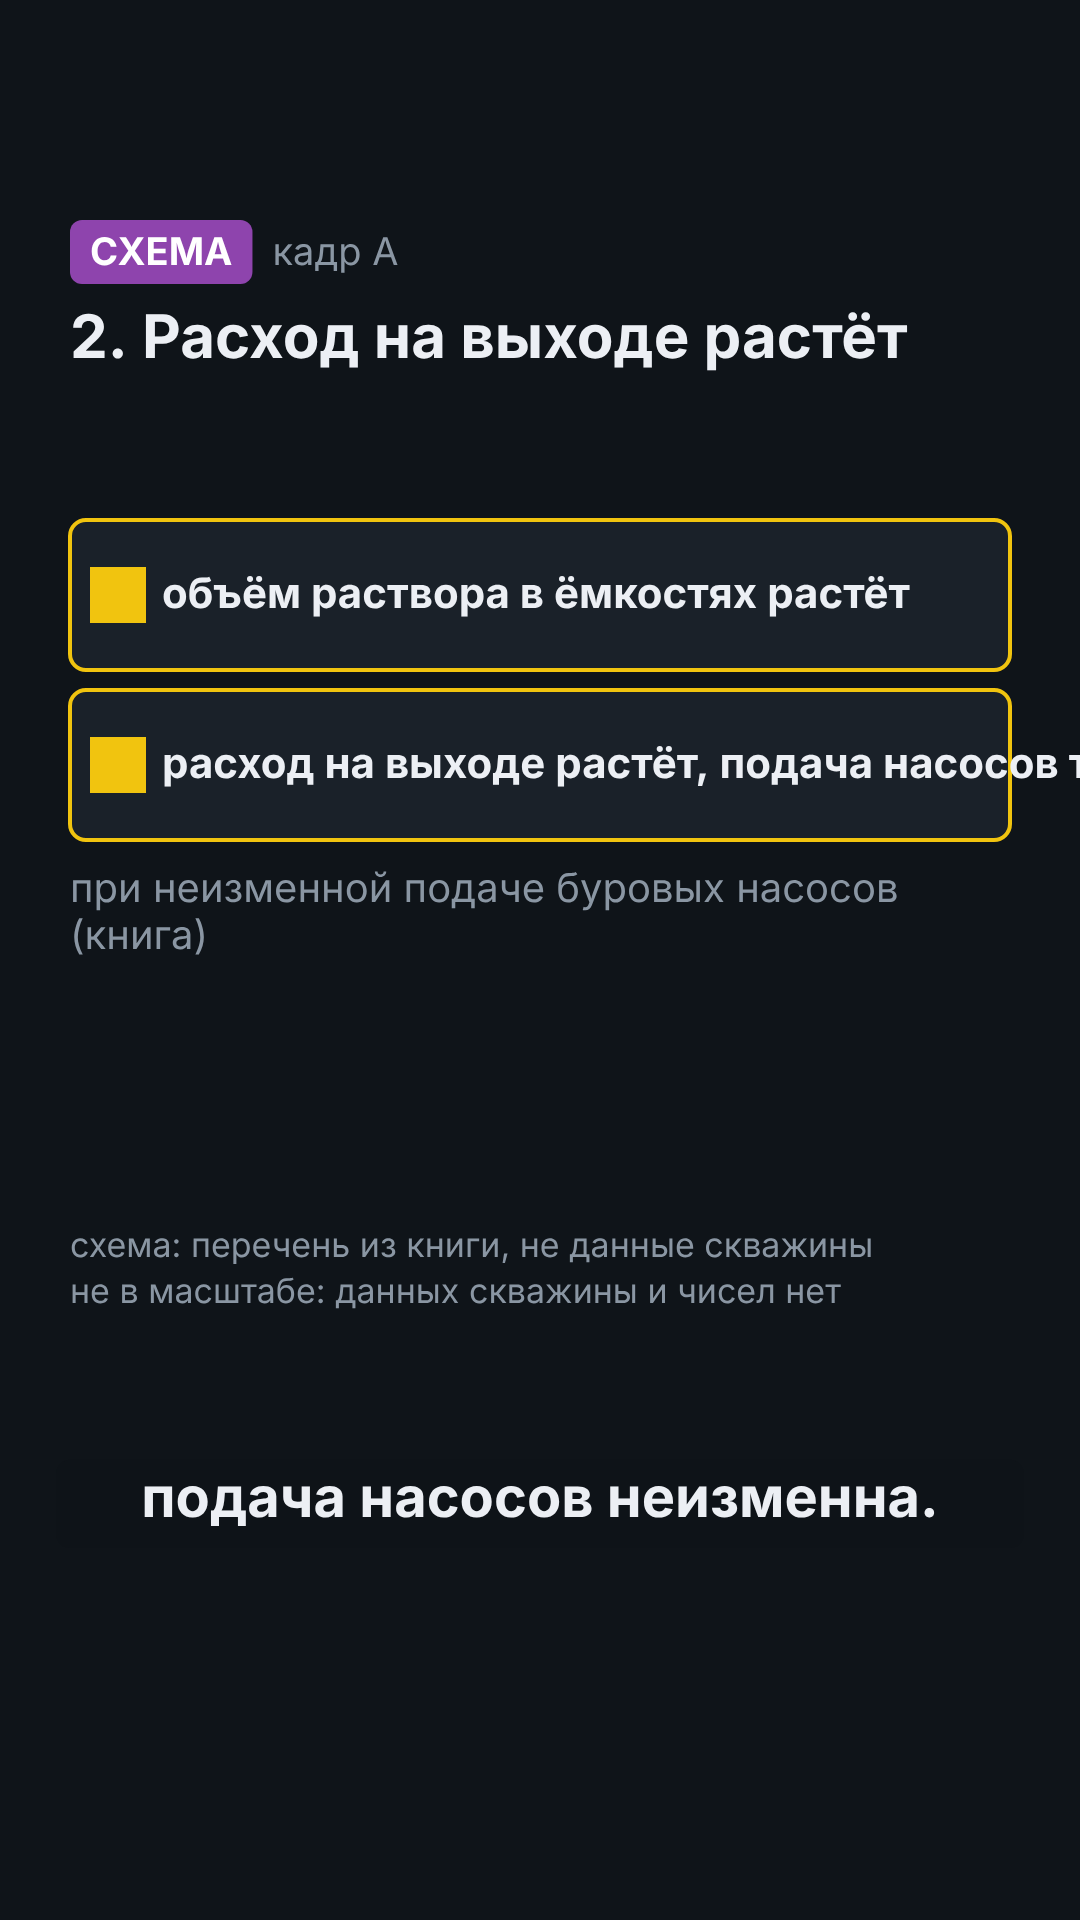 СХЕМА кадр А
2. Расход на выходе растёт
объём раствора в ёмкостях растёт
расход на выходе растёт, подача насосов
при неизменной подаче буровых насосов
(книга)
схема: перечень из книги, не данные скважины
не в масштабе: данных скважины и чисел нет
подача насосов неизменна.